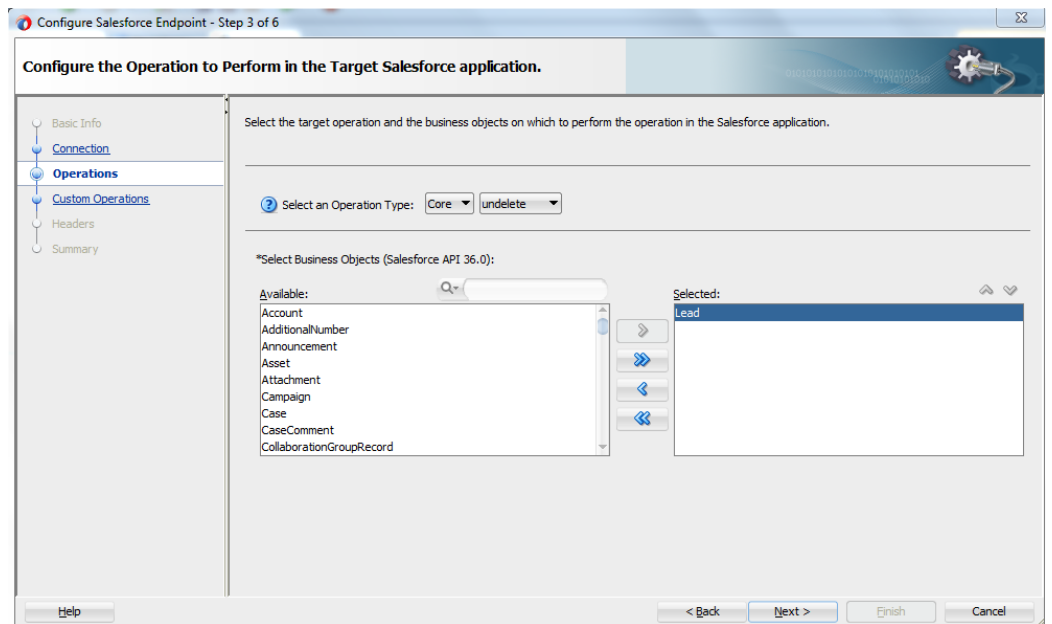 Configure Salesforce Endpoint - Step 3 of 6
Configure the Operation to Perform in the Target Salesforce application.
Basic Info
Connection
Operations
Custom Operations
Headers
Summary
Select the target operation and the business objects on which to perform the operation in the Salesforce application.
Select an Operation Type: Core undelete
*Select Business Objects (Salesforce API 36.0):
Available:
Account
AdditionalNumber
Announcement
Asset
Attachment
Campaign
Case
CaseComment
CollaborationGroupRecord
Selected:
Lead
Help
< Back Next > Finish Cancel